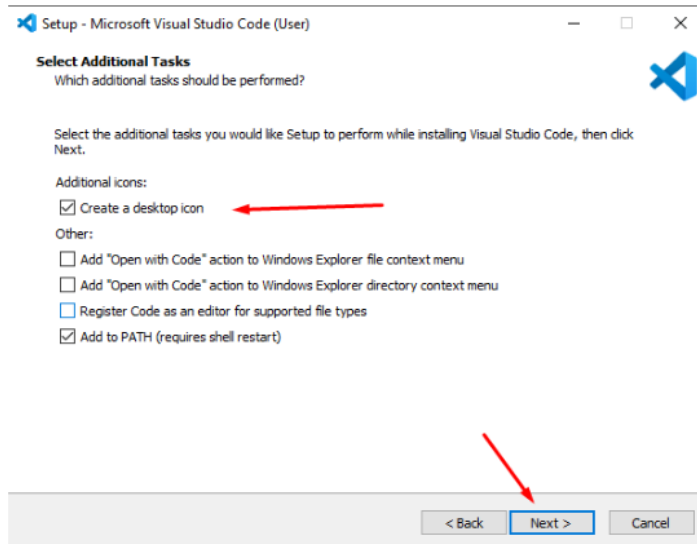 Setup - Microsoft Visual Studio Code (User)
Select Additional Tasks
Which additional tasks should be performed?
Select the additional tasks you would like Setup to perform while installing Visual Studio Code, then click
Next.
Additional icons:
Create a desktop icon
Other:
Add "Open with Code" action to Windows Explorer file context menu
Add "Open with Code" action to Windows Explorer directory context menu
Register Code as an editor for supported file types
Add to PATH (requires shell restart)
< Back Next > Cancel